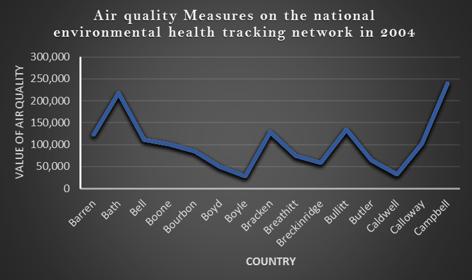 Air quality Measures on the national
environmental health tracking network in 2004
300,000
250,000
200,000
150,000
100,000
50,000
0
VALUE OF AIR QUALITY
Barren
Bath
Bell
Boone
Bourbon
Boyd
Boyle
Bracken
Breathitt
Breckinridge
Bullitt
Butler
Caldwell
Calloway
Campbell
COUNTRY